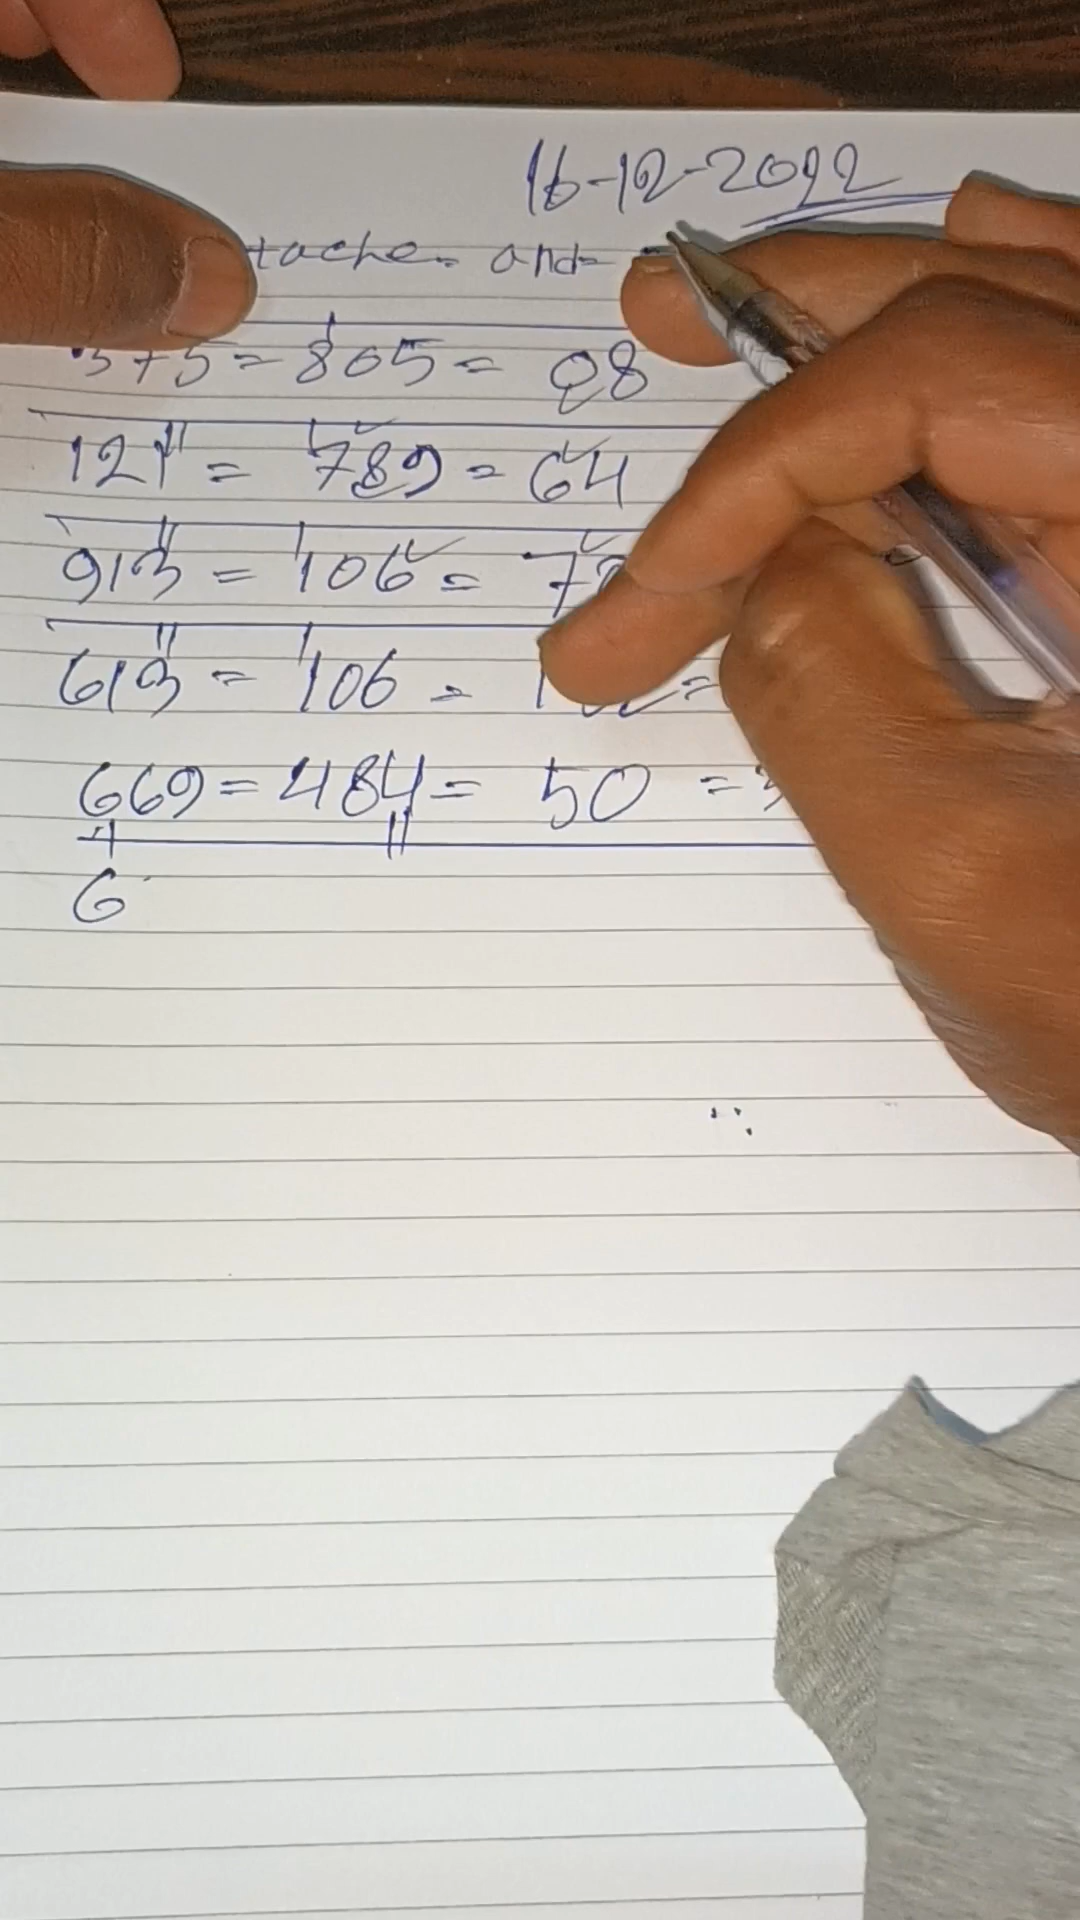 16-12-2022
tache. and
3+5=805= 98
121 = 789 = 64
913 = 106 = 7
613 = 106 =
669=484= 50 =
6